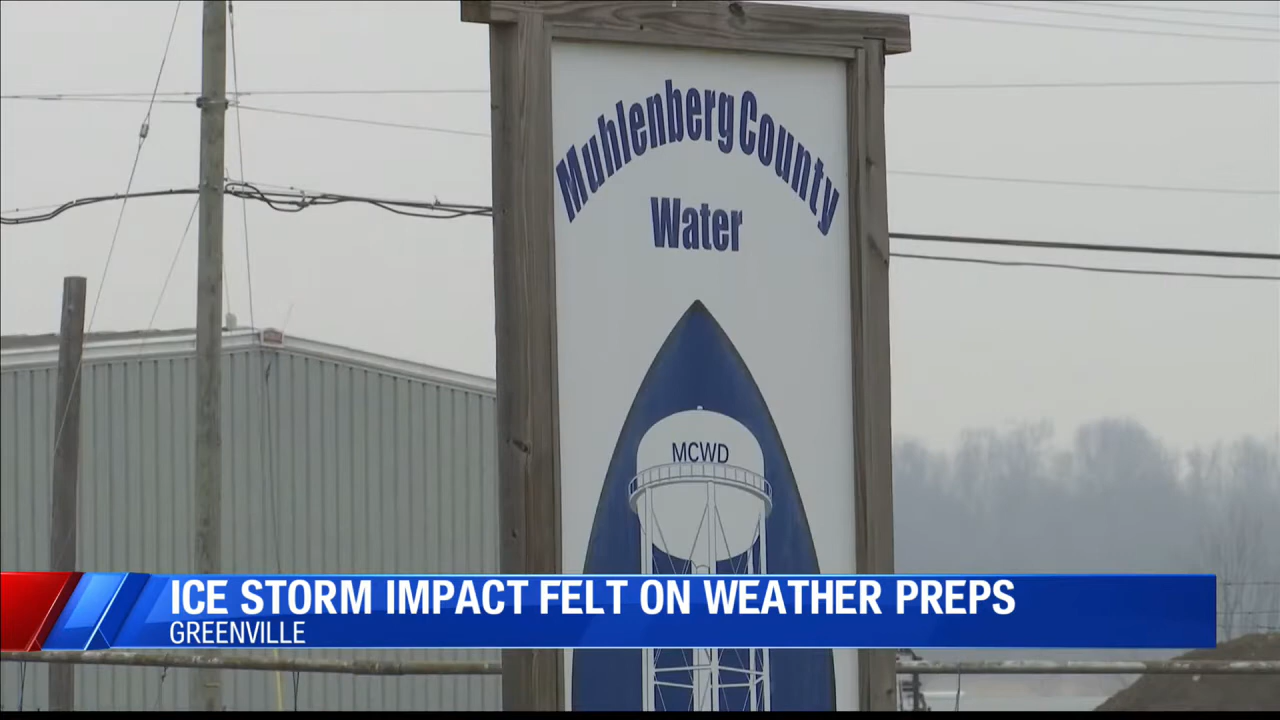 Muhlenberg County
Water
MCWD
ICE STORM IMPACT FELT ON WEATHER PREPS
GREENVILLE